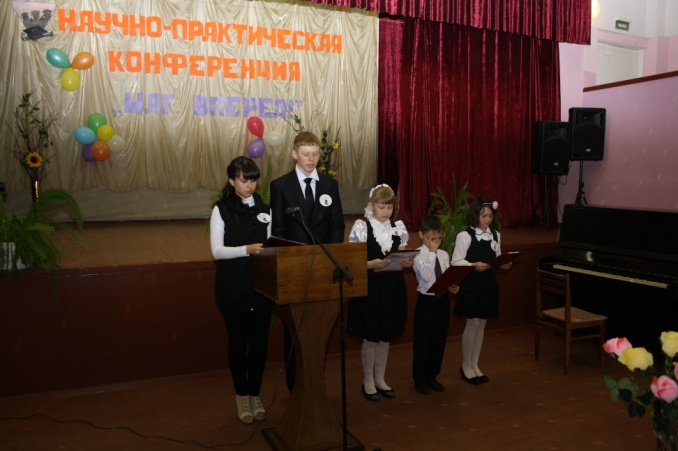 НАУЧНО-ПРАКТИЧЕСКАЯ
КОНФЕРЕНЦИЯ
„ШАГ ВПЕРЕД!"